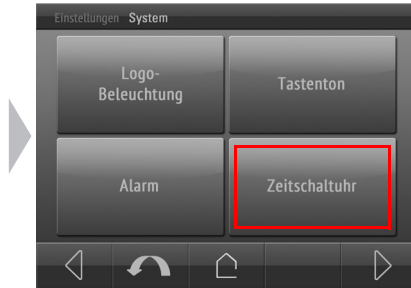 Einstellungen System
Logo-
Beleuchtung
Tastenton
Alarm
Zeitschaltuhr